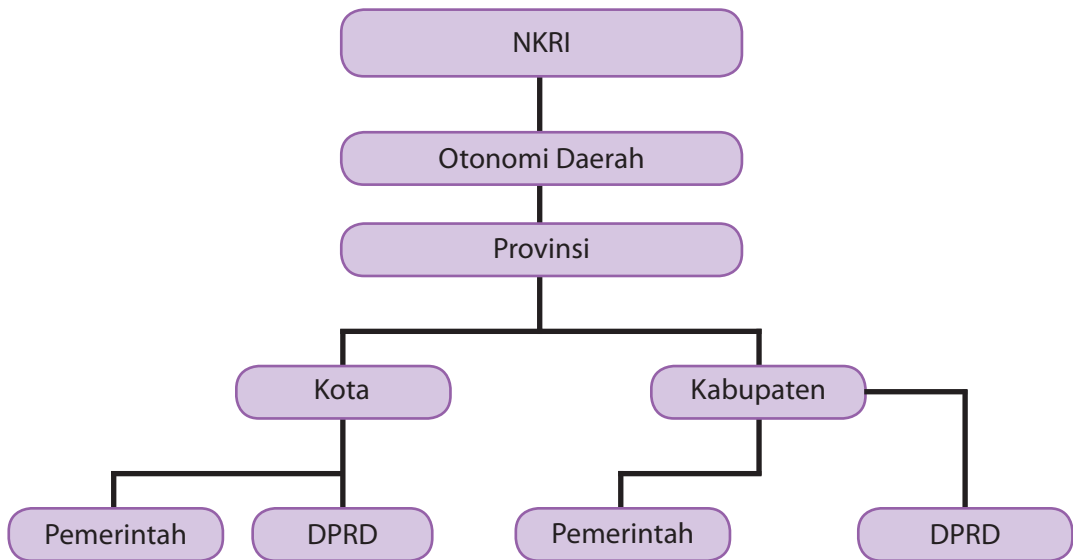 NKRI
Otonomi Daerah
Provinsi
Kota
Kabupaten
Pemerintah
DPRD
Pemerintah
DPRD